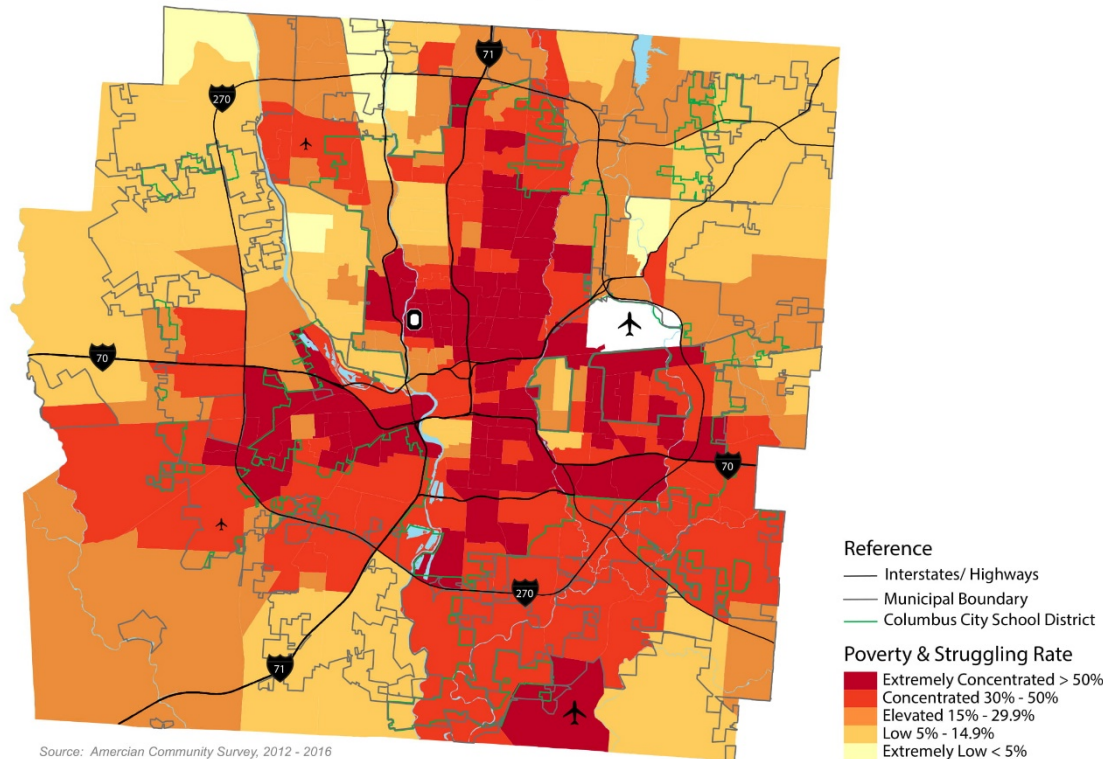 71
270
70
70
270
71
Reference
Interstates/ Highways
Municipal Boundary
Columbus City School District
Poverty & Struggling Rate
Extremely Concentrated > 50%
Concentrated 30% - 50%
Elevated 15% - 29.9%
Low 5% - 14.9%
Extremely Low < 5%
Source: Amercian Community Survey, 2012 - 2016